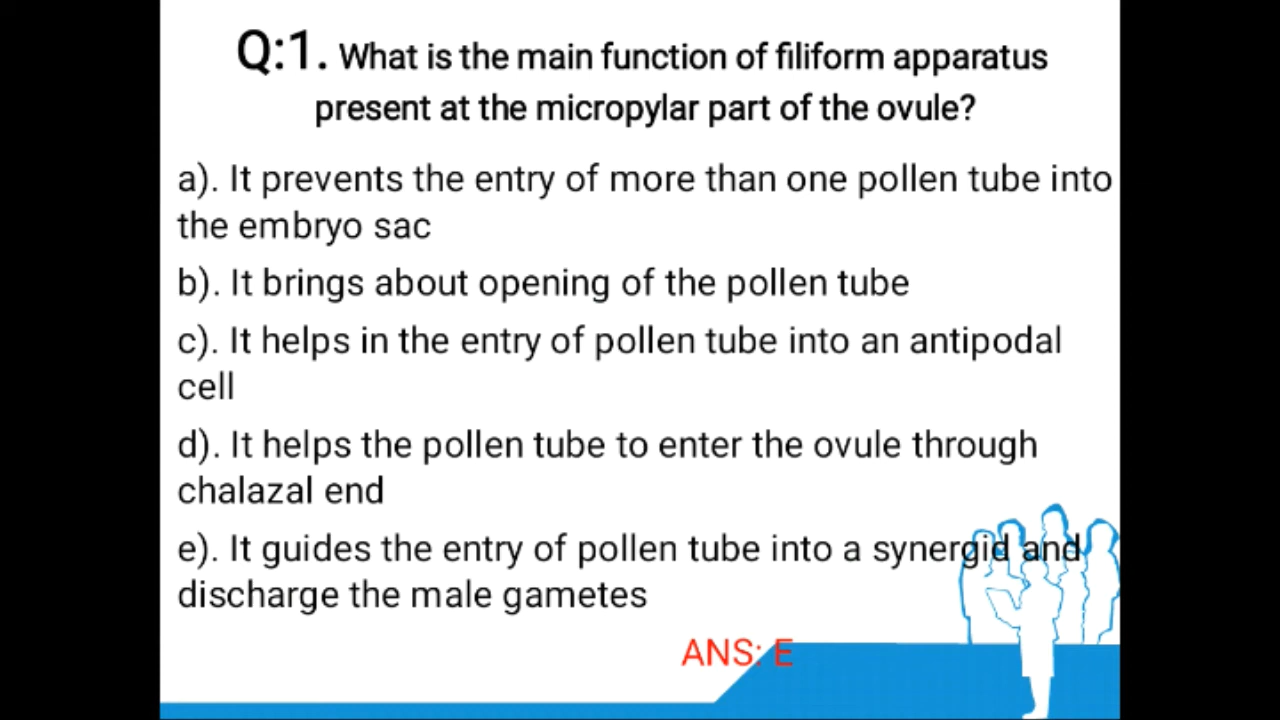 Q:1. What is the main function of filiform apparatus
present at the micropylar part of the ovule?
a). It prevents the entry of more than one pollen tube into
the embryo sac
b). It brings about opening of the pollen tube
c). It helps in the entry of pollen tube into an antipodal
cell
d). It helps the pollen tube to enter the ovule through
chalazal end
e). It guides the entry of pollen tube into a synergid and
discharge the male gametes
ANS: E